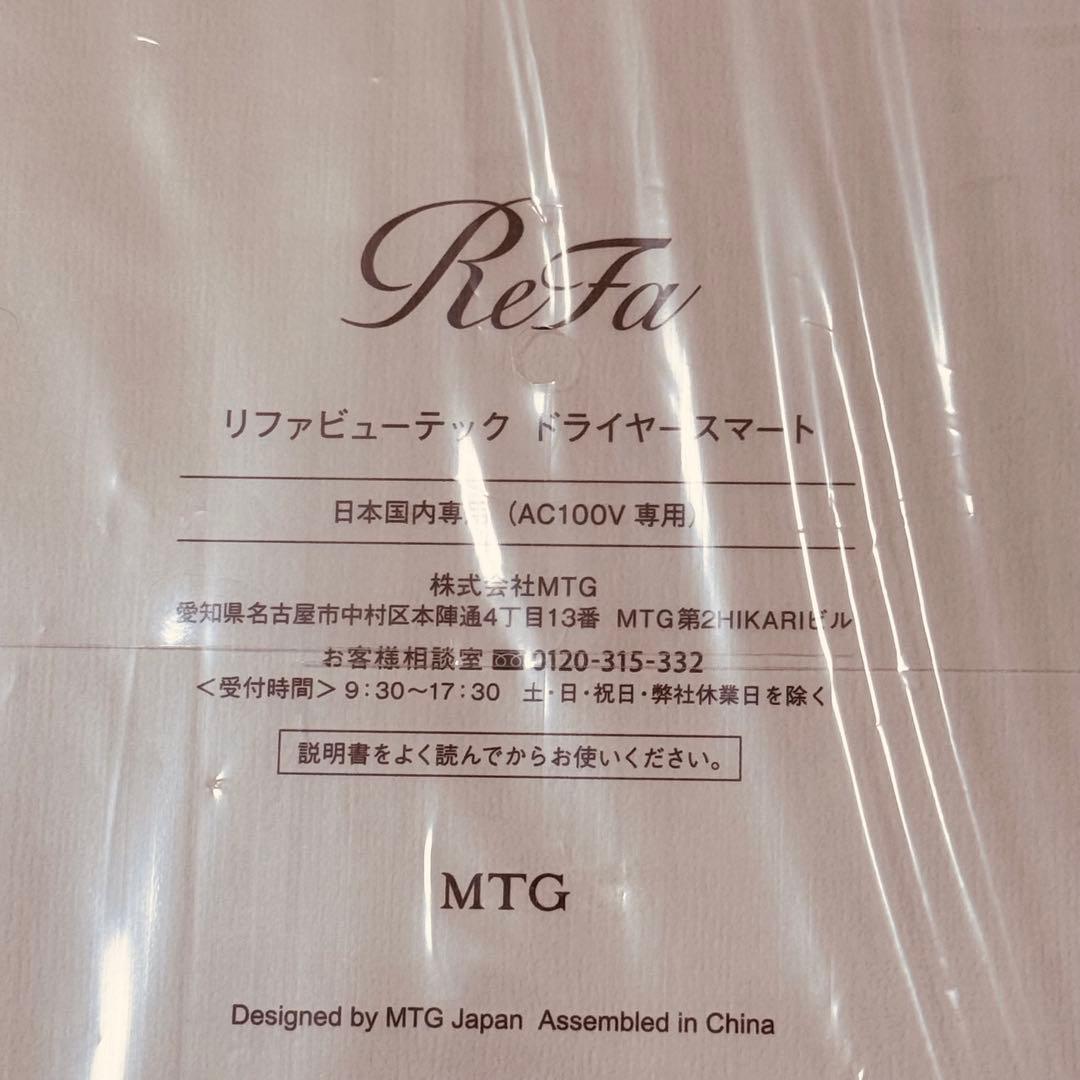 ReFa
リファビューテック ドライヤースマート
日本国内専用（AC100V 専用）
株式会社MTG
愛知県名古屋市中村区本陣通4丁目13番 MTG第2HIKARIビル
お客様相談室 0120-315-332
＜受付時間＞9：30〜17：30 土・日・祝日・弊社休業日を除く
説明書をよく読んでからお使いください。
MTG
Designed by MTG Japan Assembled in China